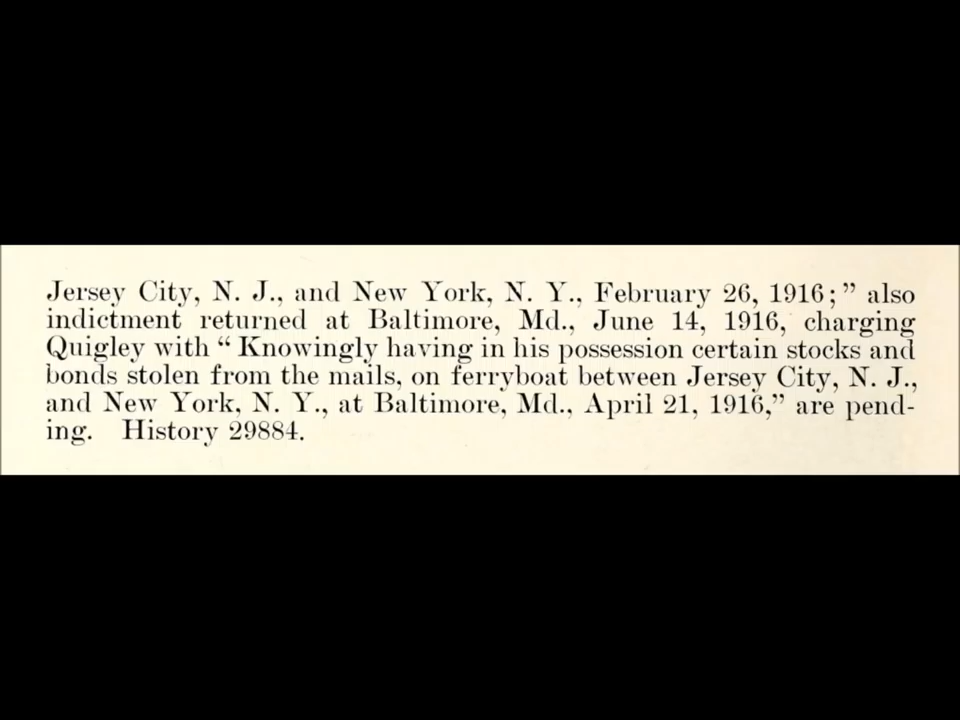 Jersey City, N. J., and New York, N. Y., February 26, 1916;” also
indictment returned at Baltimore, Md., June 14, 1916, charging
Quigley with “ Knowingly having in his possession certain stocks and
bonds stolen from the mails, on ferryboat between Jersey City, N. J.,
and New York, N. Y., at Baltimore, Md., April 21, 1916,” are pend-
ing. History 29884.